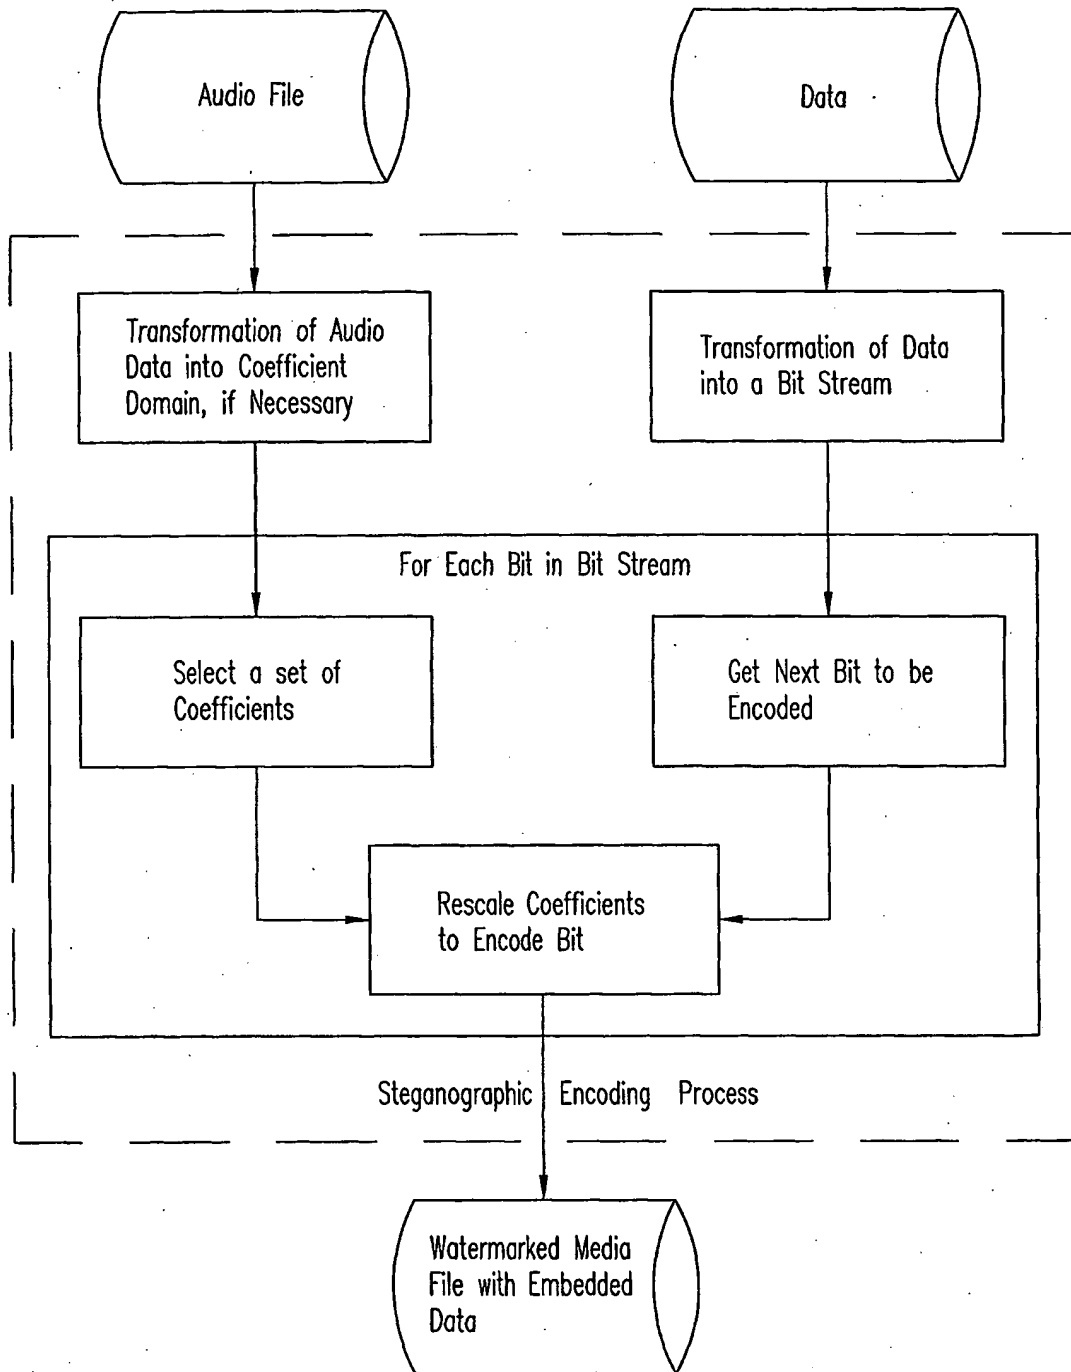 Audio File
Data
Transformation of Audio
Data into Coefficient
Domain, if Necessary
Transformation of Data
into a Bit Stream
For Each Bit in Bit Stream
Select a set of
Coefficients
Get Next Bit to be
Encoded
Rescale Coefficients
to Encode Bit
Steganographic Encoding Process
Watermarked Media
File with Embedded
Data